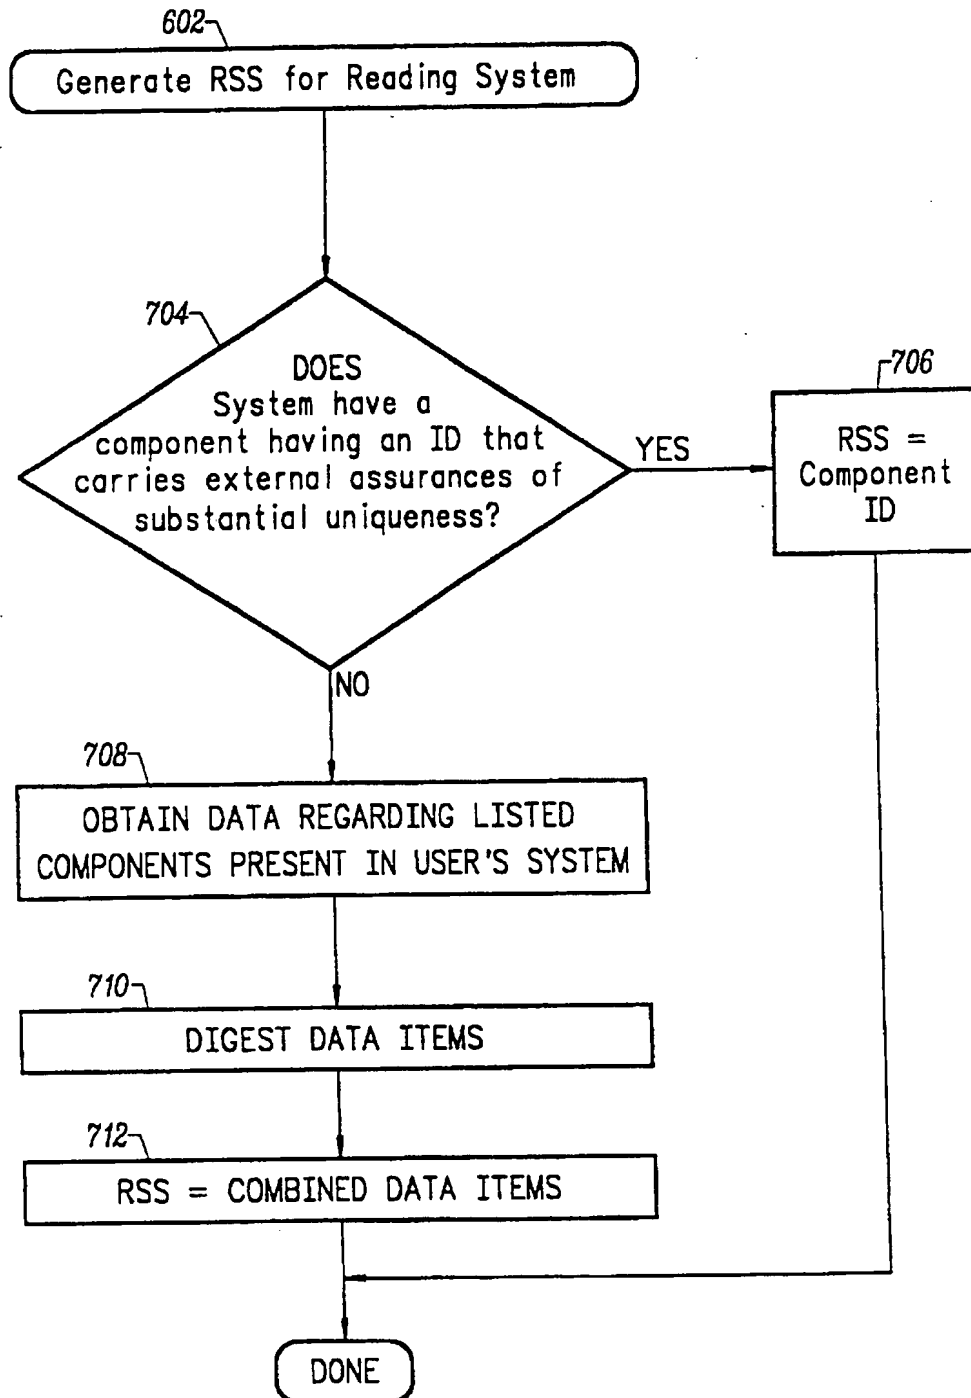 602
Generate RSS for Reading System
704
DOES
System have a
component having an ID that
carries external assurances of
substantial uniqueness?
YES
706
RSS =
Component
ID
NO
708
OBTAIN DATA REGARDING LISTED
COMPONENTS PRESENT IN USER'S SYSTEM
710
DIGEST DATA ITEMS
712
RSS = COMBINED DATA ITEMS
DONE